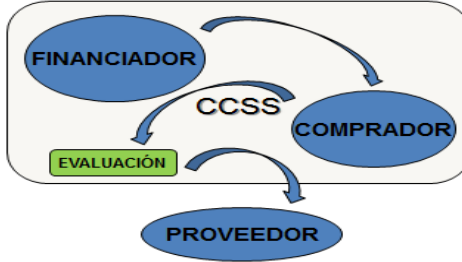 FINANCIADOR
CCSS
COMPRADOR
EVALUACIÓN
PROVEEDOR